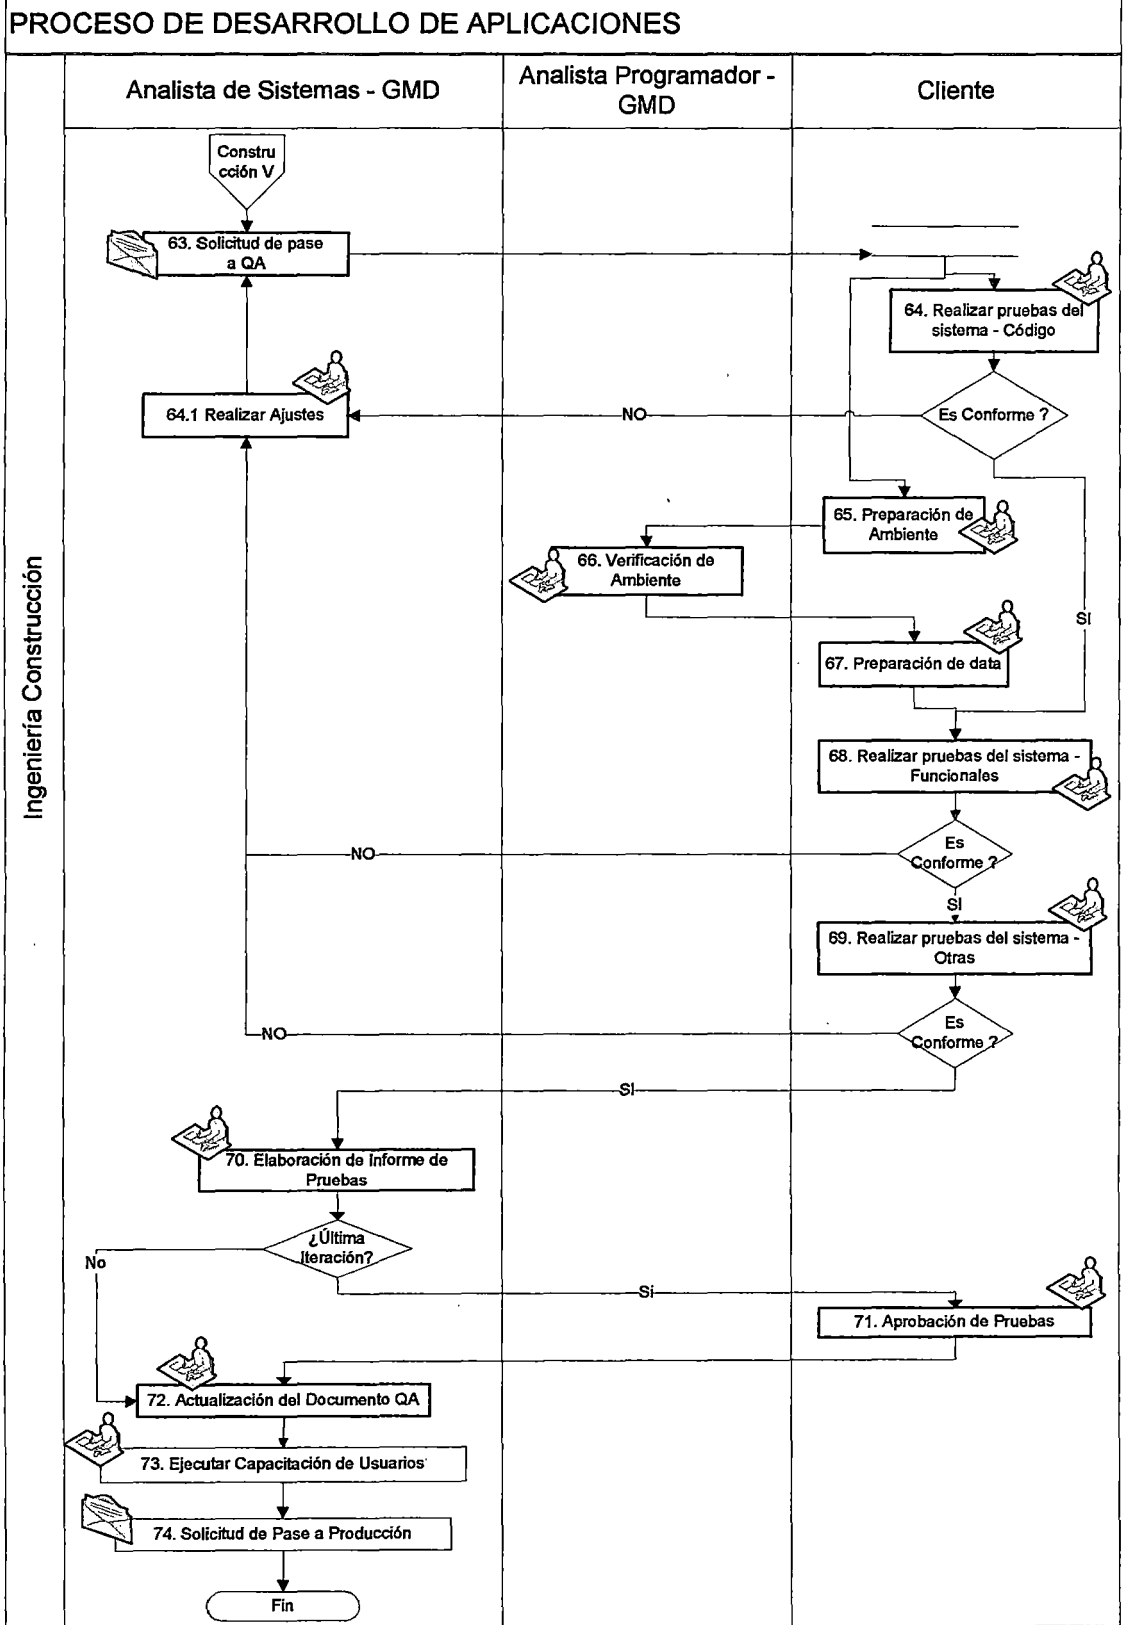 PROCESO DE DESARROLLO DE APLICACIONES
Analista de Sistemas - GMD
Analista Programador -
GMD
Cliente
Ingeniería Construcción
Constru
cción V
63. Solicitud de pase
a QA
64. Realizar pruebas del
sistema - Código
64.1 Realizar Ajustes
NO
Es Conforme ?
65. Preparación de
Ambiente
66. Verificación de
Ambiente
SI
67. Preparación de data
68. Realizar pruebas del sistema -
Funcionales
Es
Conforme ?
NO
SI
69. Realizar pruebas del sistema -
Otras
Es
Conforme ?
NO
SI
70. Elaboración de Informe de
Pruebas
¿Última
Iteración?
No
Si
71. Aprobación de Pruebas
72. Actualización del Documento QA
73. Ejecutar Capacitación de Usuarios
74. Solicitud de Pase a Producción
Fin